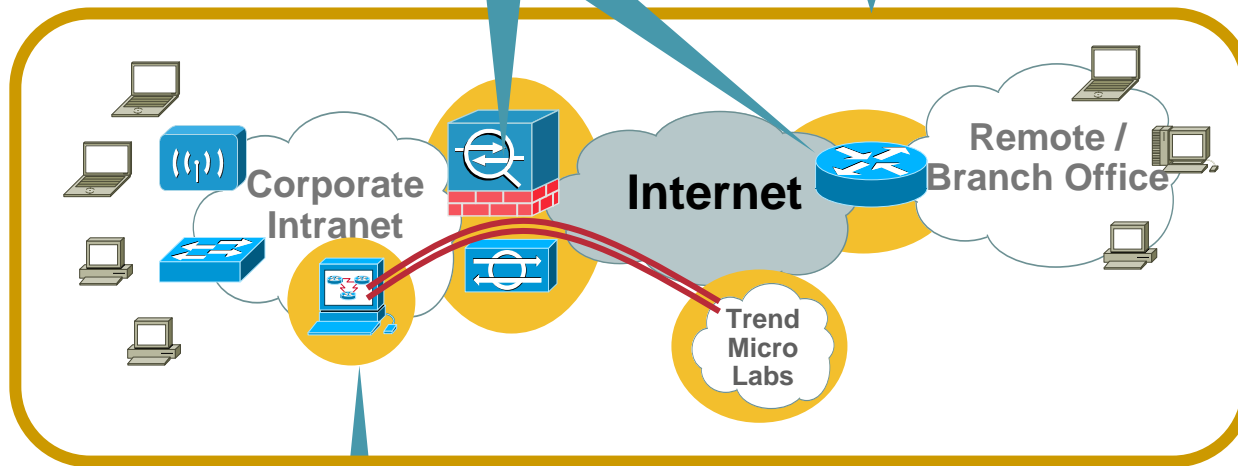 Corporate
Intranet
Internet
Remote /
Branch Office
Trend
Micro
Labs